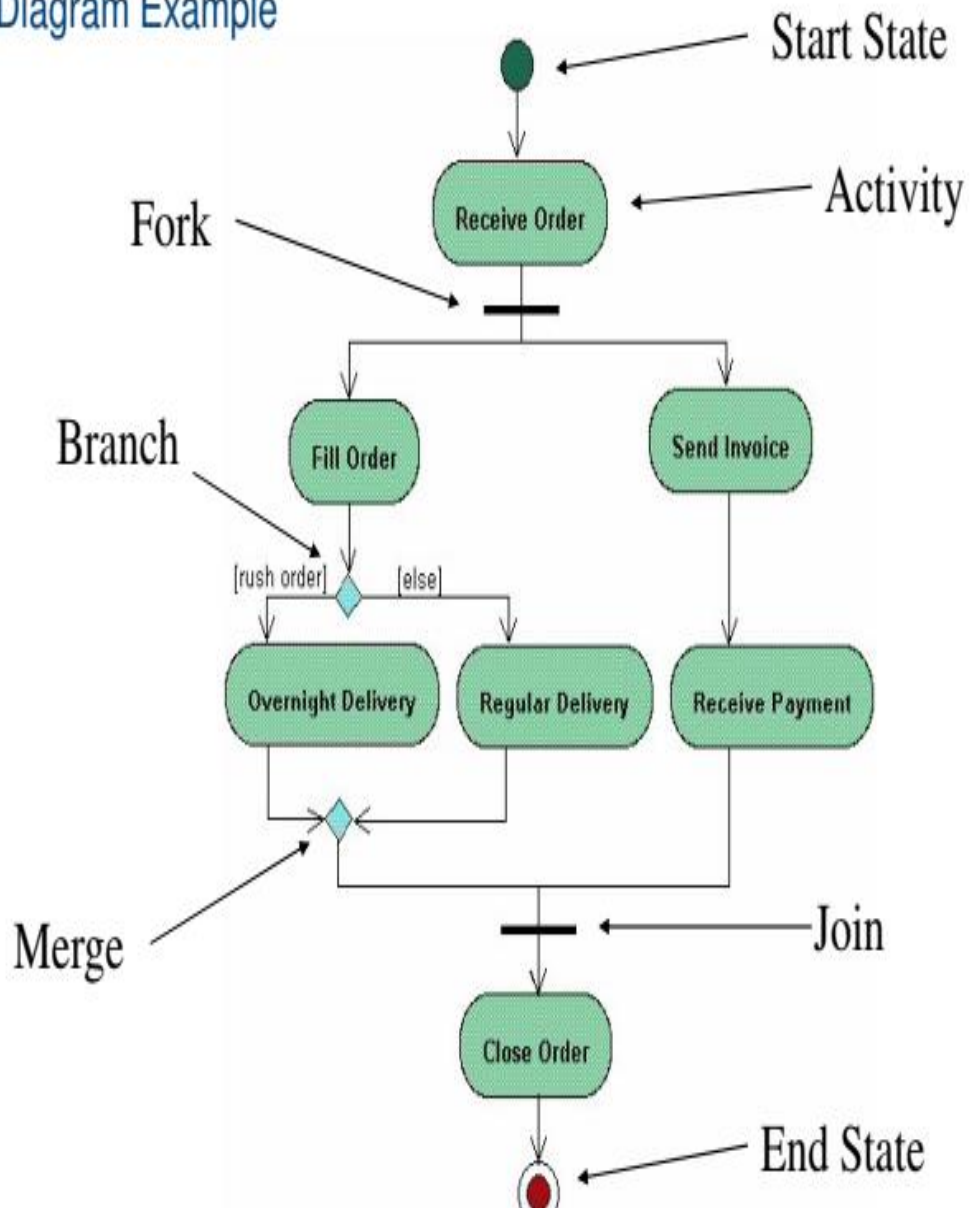 Diagram Example
Start State
Activity
Receive Order
Fork
Branch
Fill Order
Send Invoice
[rush order]
[else]
Overnight Delivery
Regular Delivery
Receive Payment
Merge
Join
Close Order
End State